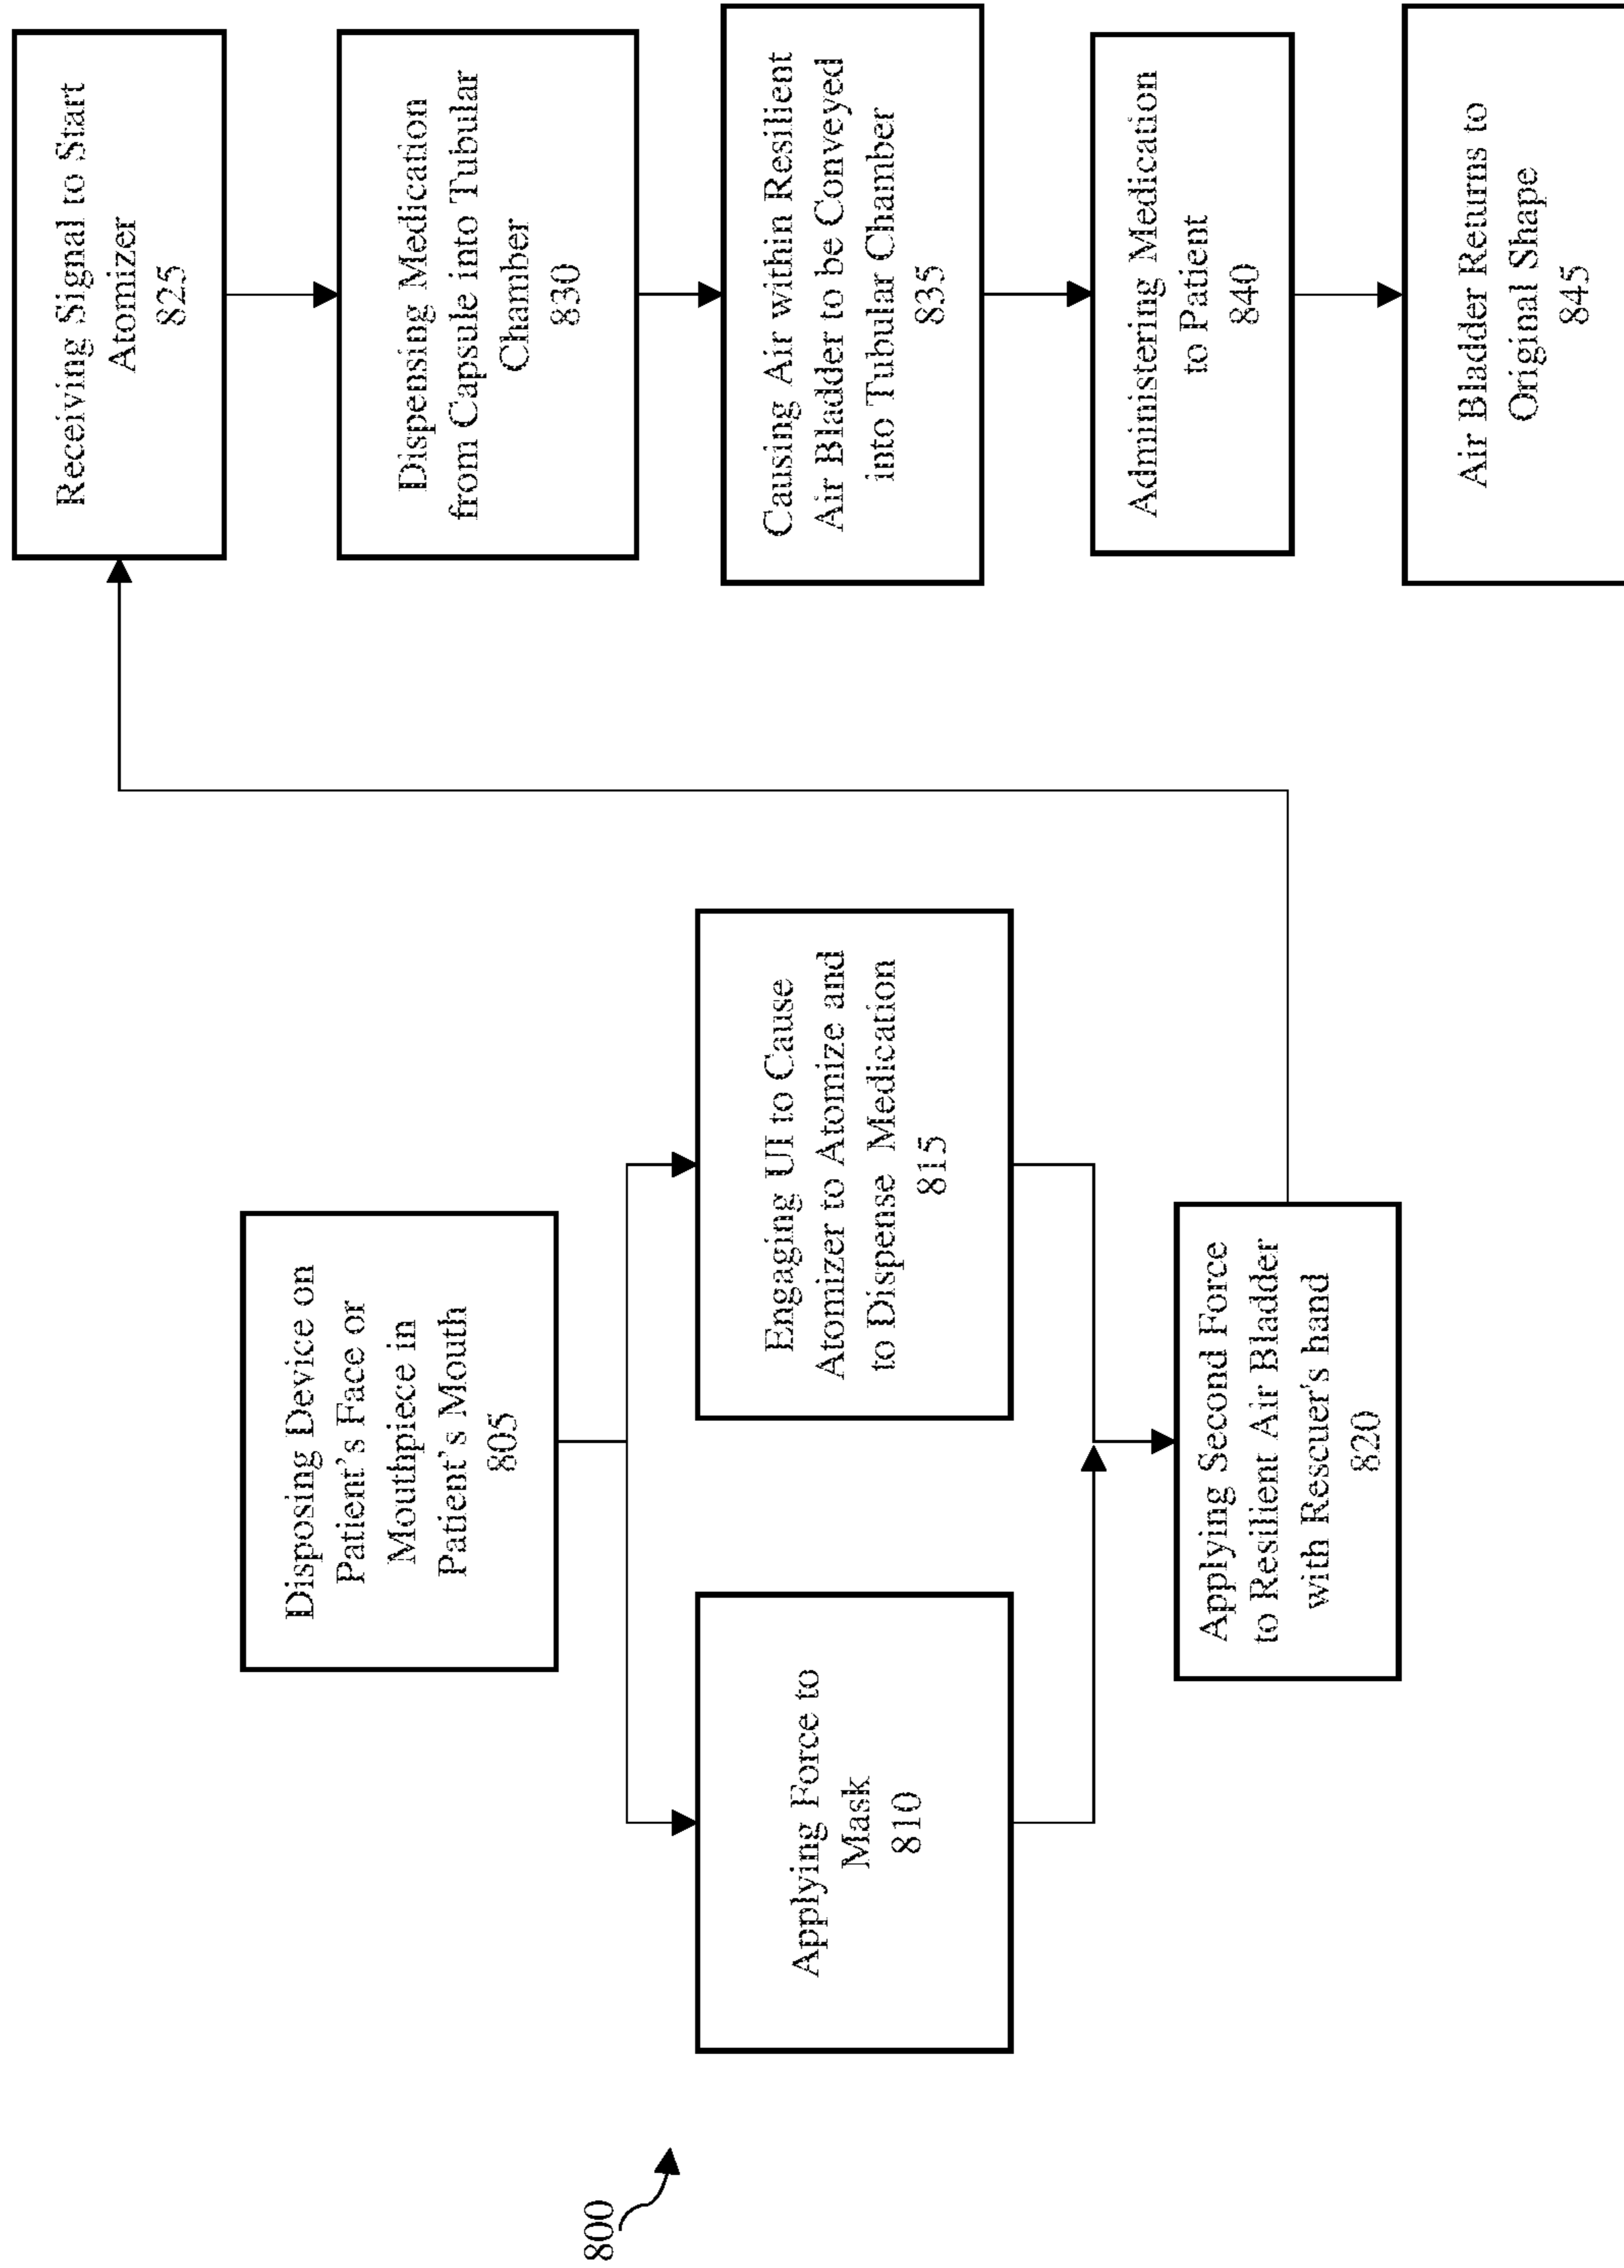 800
Disposing Device on
Patient's Face or
Mouthpiece in
Patient's Mouth
805
Applying Force to
Mask
810
Engaging UI to Cause
Atomizer to Atomize and
to Dispense Medication
815
Applying Second Force
to Resilient Air Bladder
with Rescuer's hand
820
Receiving Signal to Start
Atomizer
825
Dispensing Medication
from Capsule into Tubular
Chamber
830
Causing Air within Resilient
Air Bladder to be Conveyed
into Tubular Chamber
835
Administering Medication
to Patient
840
Air Bladder Returns to
Original Shape
845